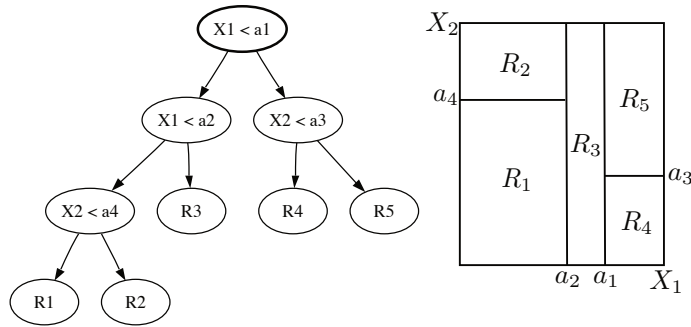 X1 < a1
X1 < a2
X2 < a3
X2 < a4
R3
R4
R5
R1
R2
X₂
R₂
a₄
R₅
R₃
R₁
a₃
R₄
a₂ a₁
X₁